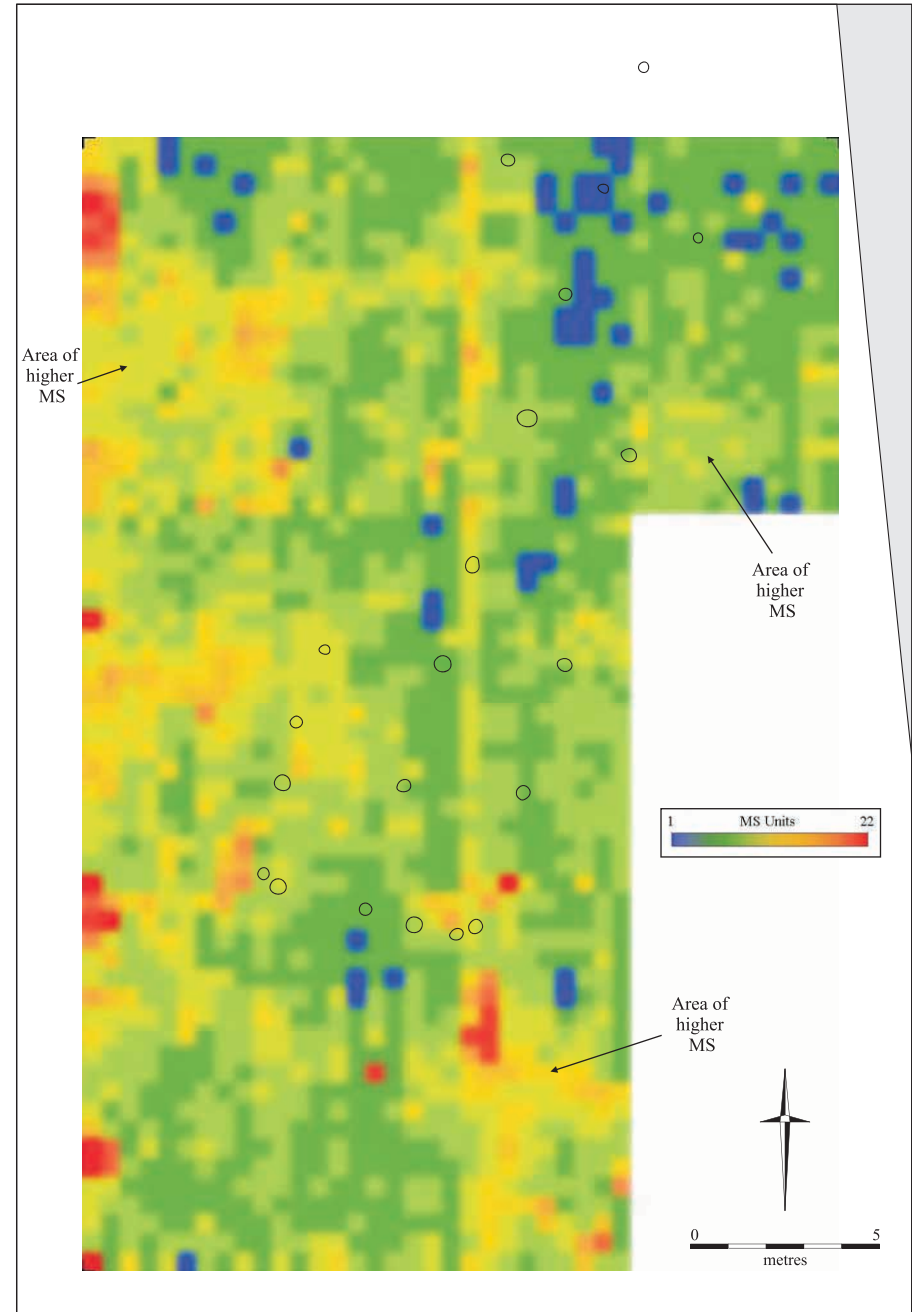 Area of
higher
MS
Area of
higher
MS
1 MS Units 22
Area of
higher
MS
0 5
metres